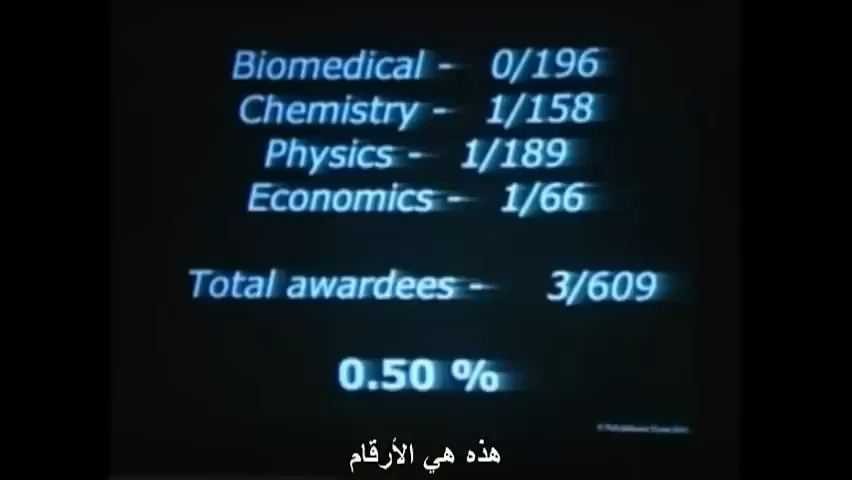 Biomedical - 0/196
Chemistry - 1/158
Physics - 1/189
Economics - 1/66
Total awardees - 3/609
0.50 %
هذه هي الأرقام